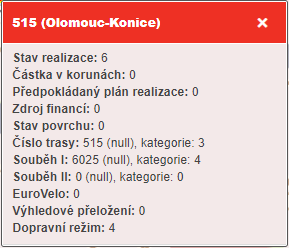 515 (Olomouc-Konice) ×
Stav realizace: 6
Částka v korunách: 0
Předpokládaný plán realizace: 0
Zdroj financí: 0
Stav povrchu: 0
Číslo trasy: 515 (null), kategorie: 3
Souběh I: 6025 (null), kategorie: 4
Souběh II: 0 (null), kategorie: 0
EuroVelo: 0
Výhledové přeložení: 0
Dopravní režim: 4